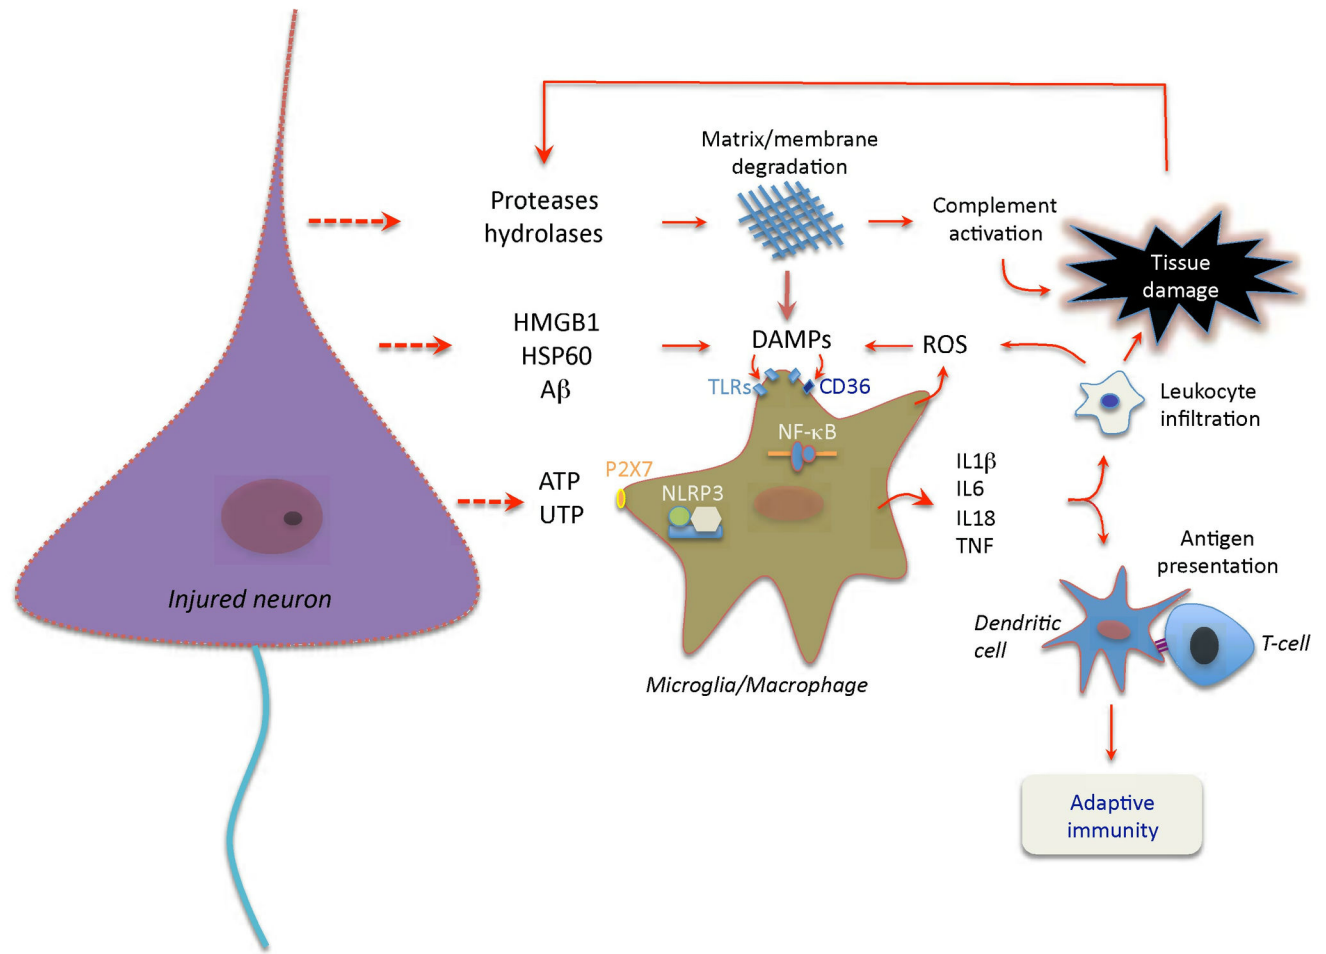 Matrix/membrane
degradation
Proteases
hydrolases
Complement
activation
Tissue
damage
HMGB1
HSP60
Aβ
DAMPs
ROS
TLRs
CD36
Leukocyte
infiltration
NF-κB
P2X7
ATP
UTP
NLRP3
IL1β
IL6
IL18
TNF
Antigen
presentation
Injured neuron
Dendritic
cell
T-cell
Microglia/Macrophage
Adaptive
immunity